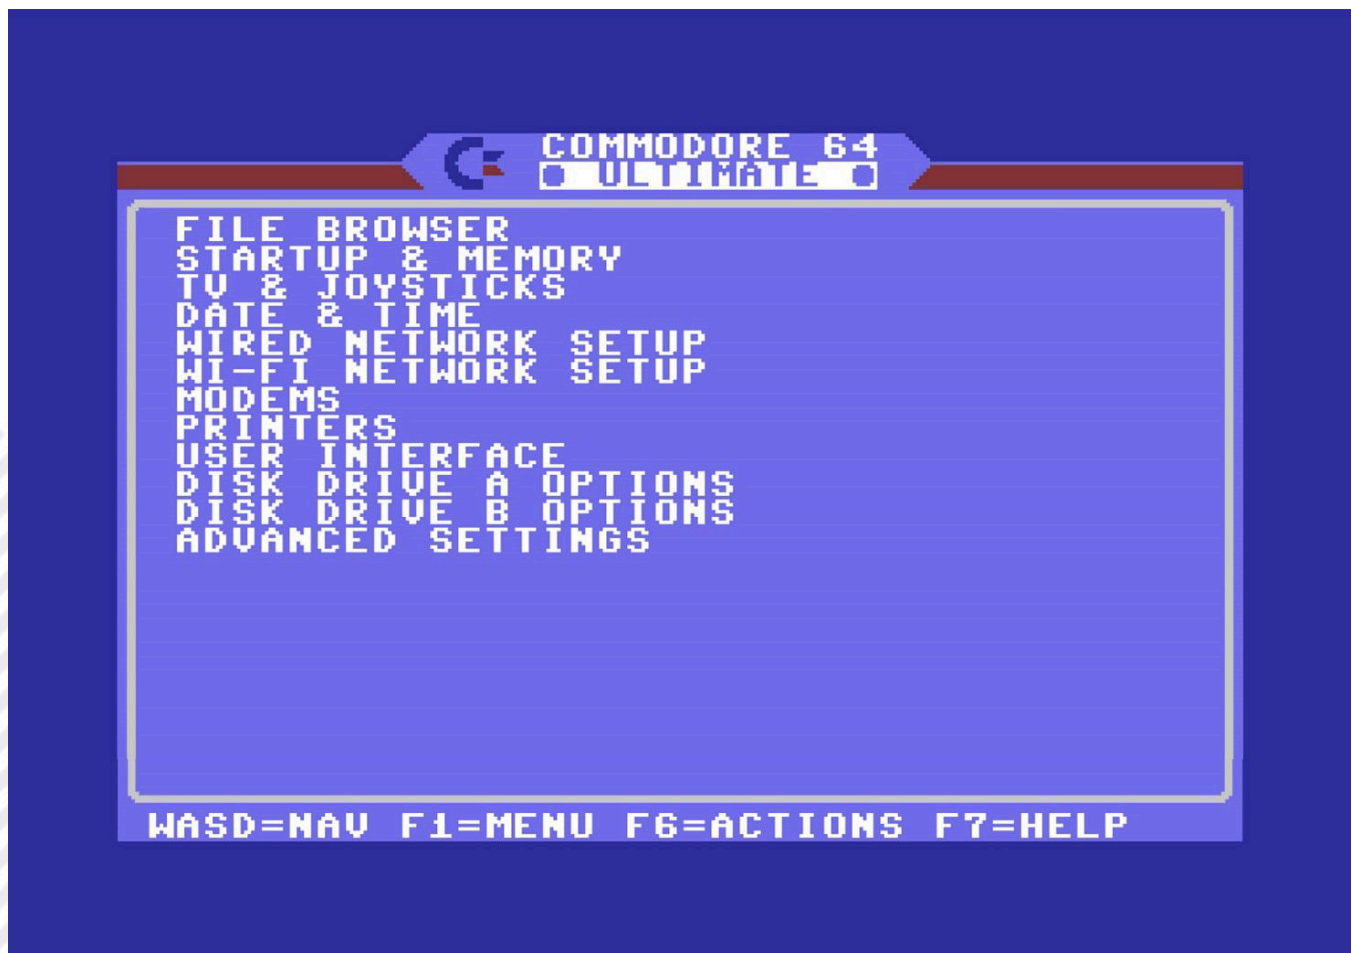 COMMODORE 64
ULTIMATE
FILE BROWSER
STARTUP & MEMORY
TV & JOYSTICKS
DATE & TIME
WIRED NETWORK SETUP
WI-FI NETWORK SETUP
MODEMS
PRINTERS
USER INTERFACE
DISK DRIVE A OPTIONS
DISK DRIVE B OPTIONS
ADVANCED SETTINGS
WASD=NAV F1=MENU F6=ACTIONS F7=HELP